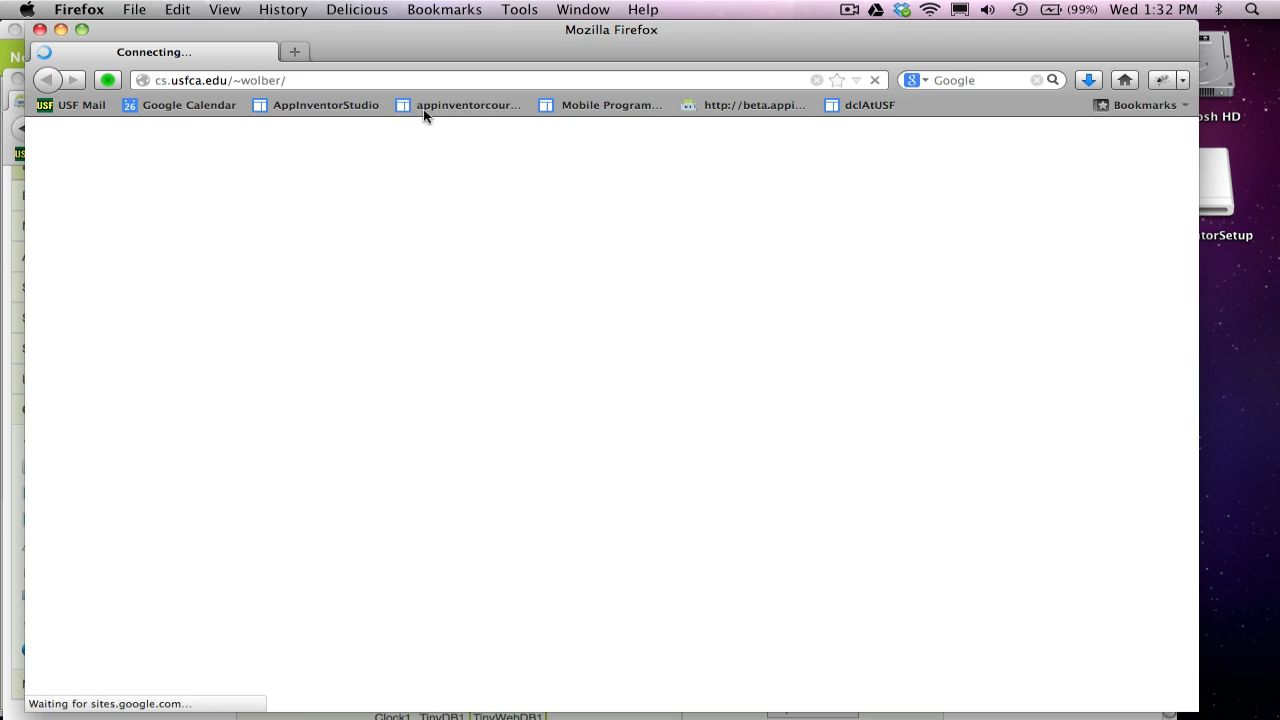 Firefox File Edit View History Delicious Bookmarks Tools Window Help (99%) Wed 1:32 PM
Mozilla Firefox
Connecting...
cs.usfca.edu/~wolber/ Google
USF USF Mail 26 Google Calendar AppInventorStudio appinventorcour... Mobile Program... http://beta.appi... dclAtUSF Bookmarks
osh HD
torSetup
Waiting for sites.google.com...
Clock1 TinyDB1 TinyWebDB1